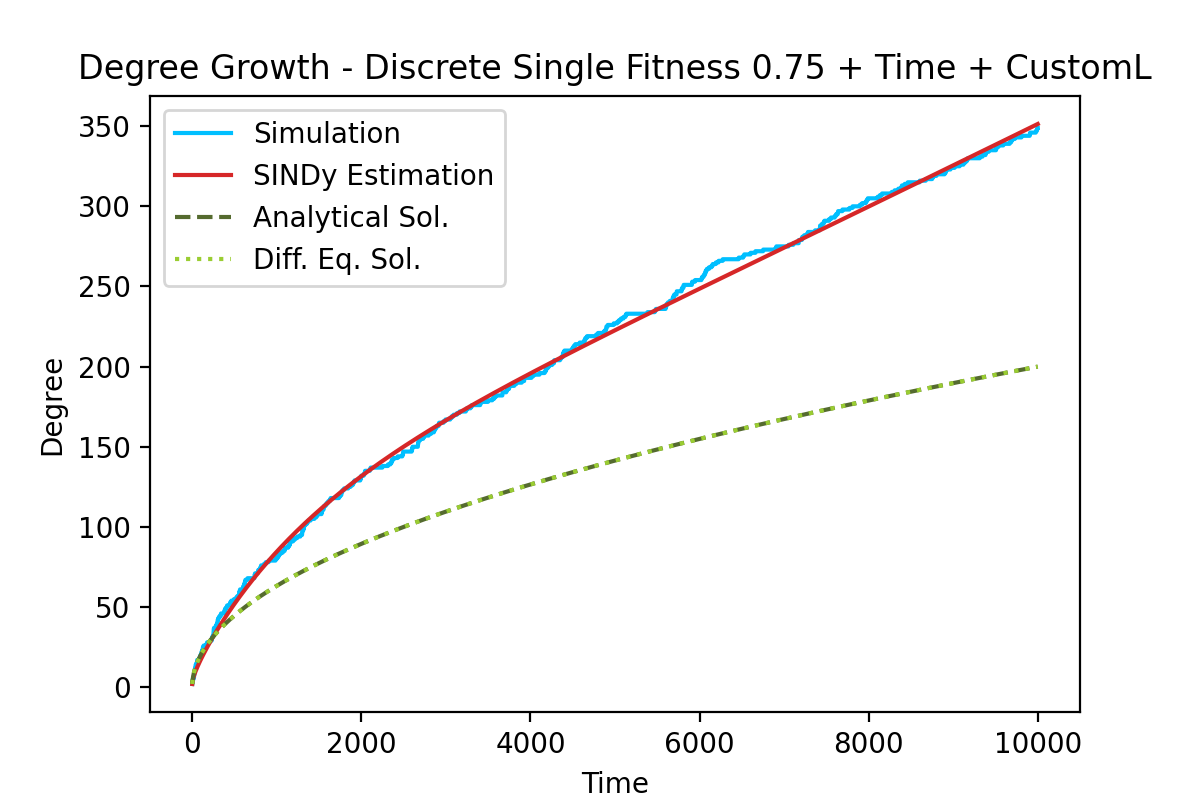 Degree Growth - Discrete Single Fitness 0.75 + Time + CustomL
Simulation
SINDy Estimation
Analytical Sol.
Diff. Eq. Sol.
350
300
250
200
150
100
50
0
Degree
0 2000 4000 6000 8000 10000
Time